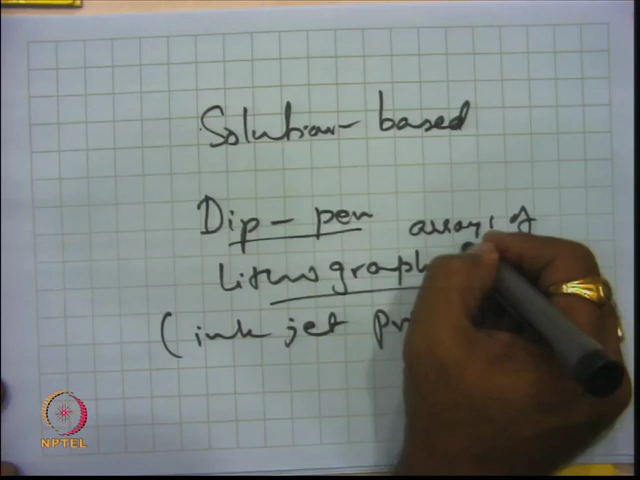 Solution-based
Dip-pen arrays of
Lithograph
(ink jet pr
NPTEL